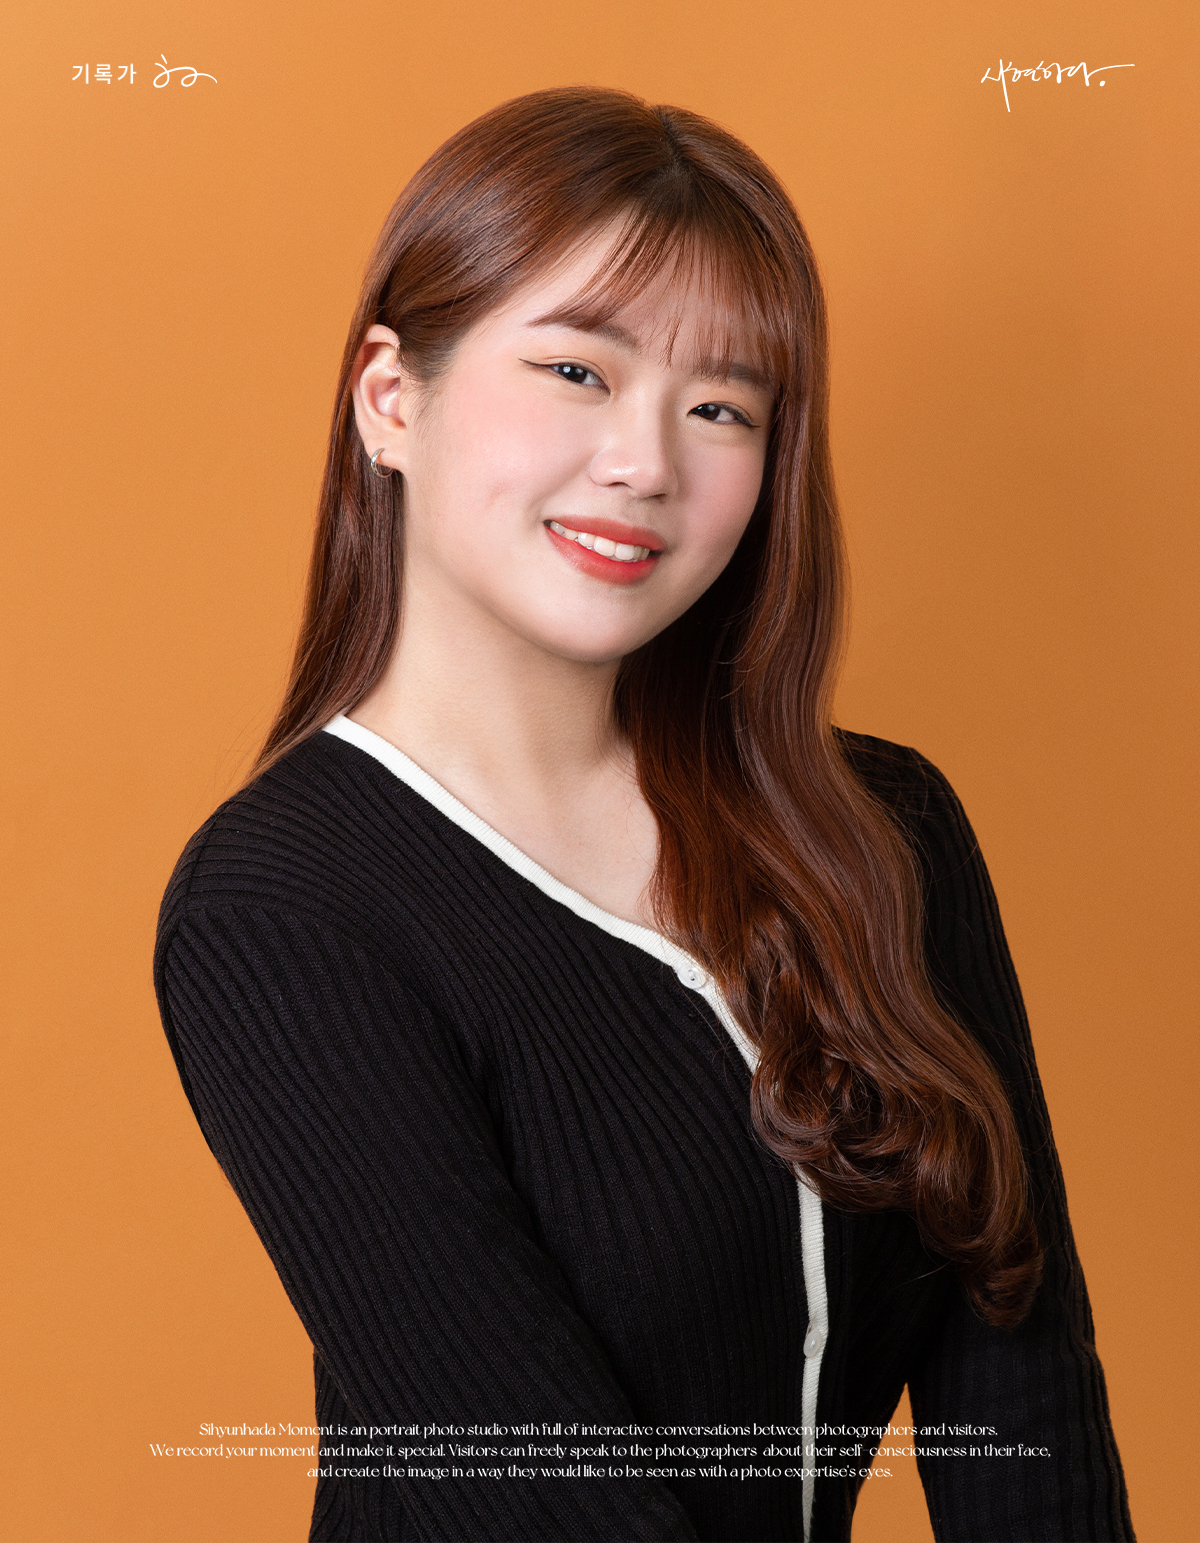 기록가 하고
시현하다.
Sihyunhada Moment is an portrait photo studio with full of interactive conversations between photographers and visitors.
We record your moment and make it special. Visitors can freely speak to the photographers about their self-consciousness in their face,
and create the image in a way they would like to be seen as with a photo expertise's eyes.